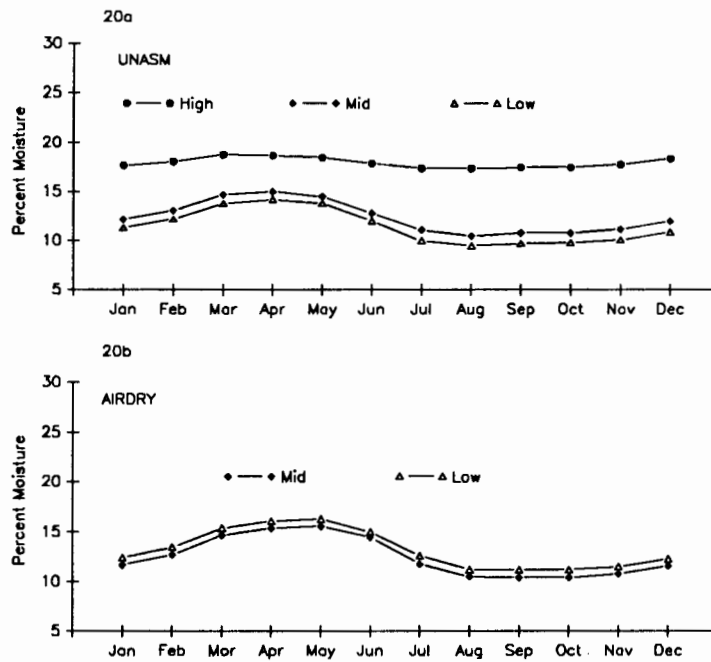 20a
30
UNASM
25
High Mid Low
20
15
10
5
Percent Moisture
Jan Feb Mar Apr May Jun Jul Aug Sep Oct Nov Dec
20b
30
AIRDRY
25
20
Mid Low
15
10
5
Percent Moisture
Jan Feb Mar Apr May Jun Jul Aug Sep Oct Nov Dec